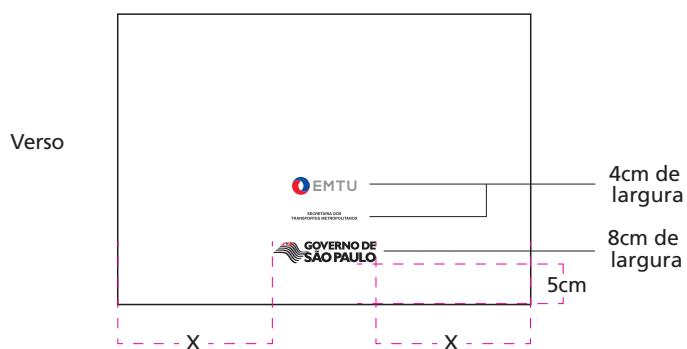 Verso
EMTU
4cm de
largura
SECRETARIA DOS
TRANSPORTES METROPOLITANOS
GOVERNO DE
SÃO PAULO
8cm de
largura
5cm
X
X